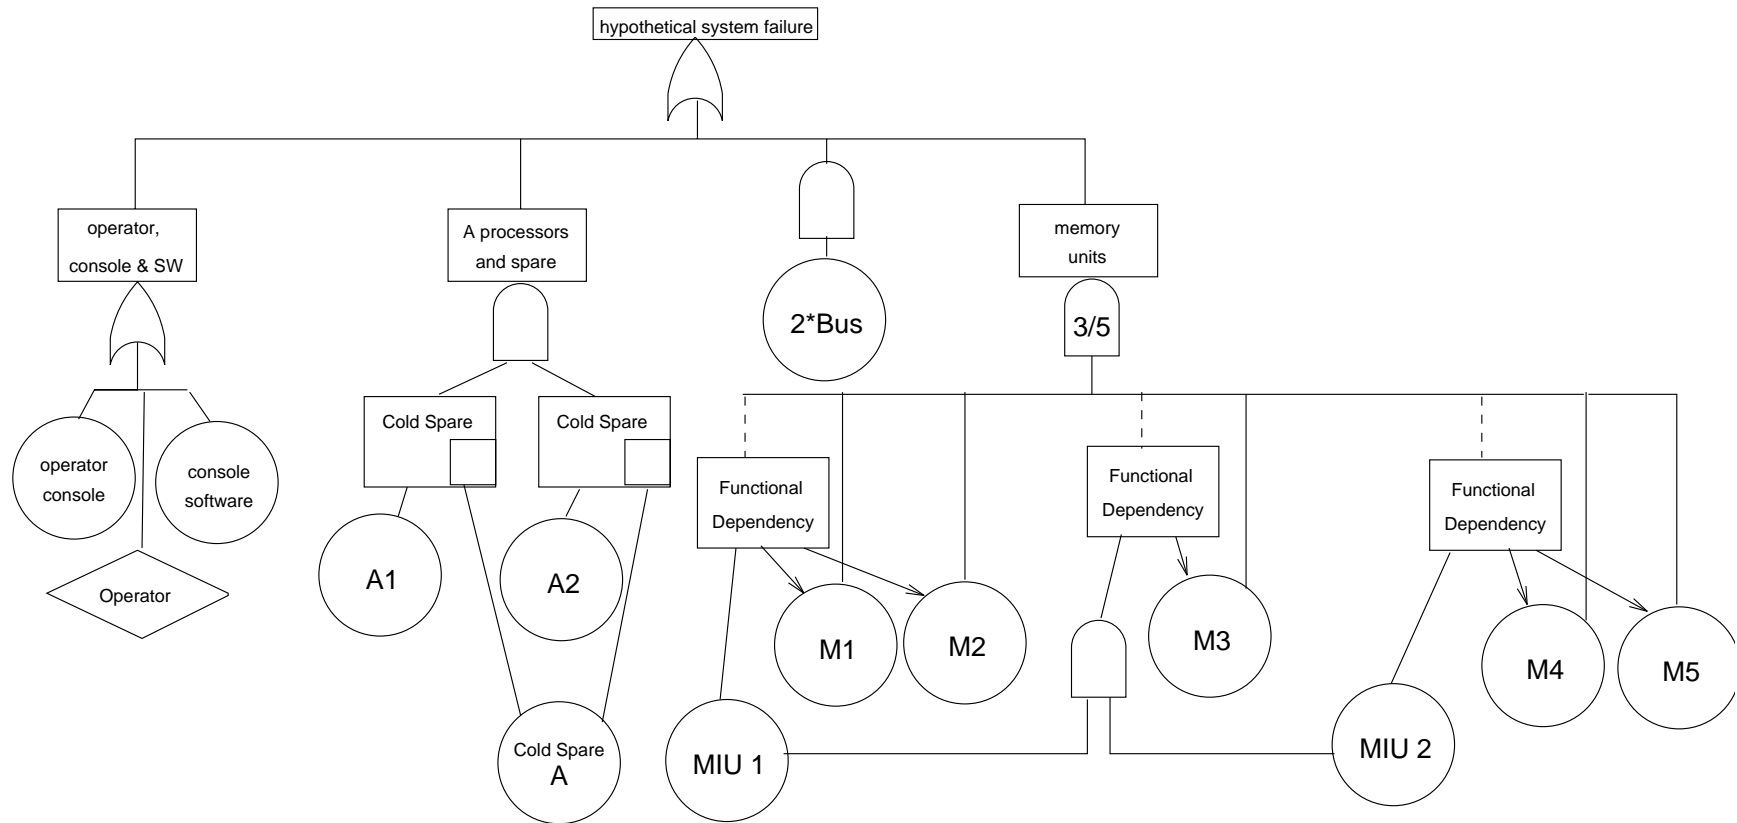 hypothetical system failure
operator,
console & SW
A processors
and spare
memory
units
2*Bus
3/5
Cold Spare
Cold Spare
operator
console
console
software
Functional
Dependency
Functional
Dependency
Functional
Dependency
Operator
A1
A2
M1
M2
M3
M4
M5
Cold Spare
A
MIU 1
MIU 2